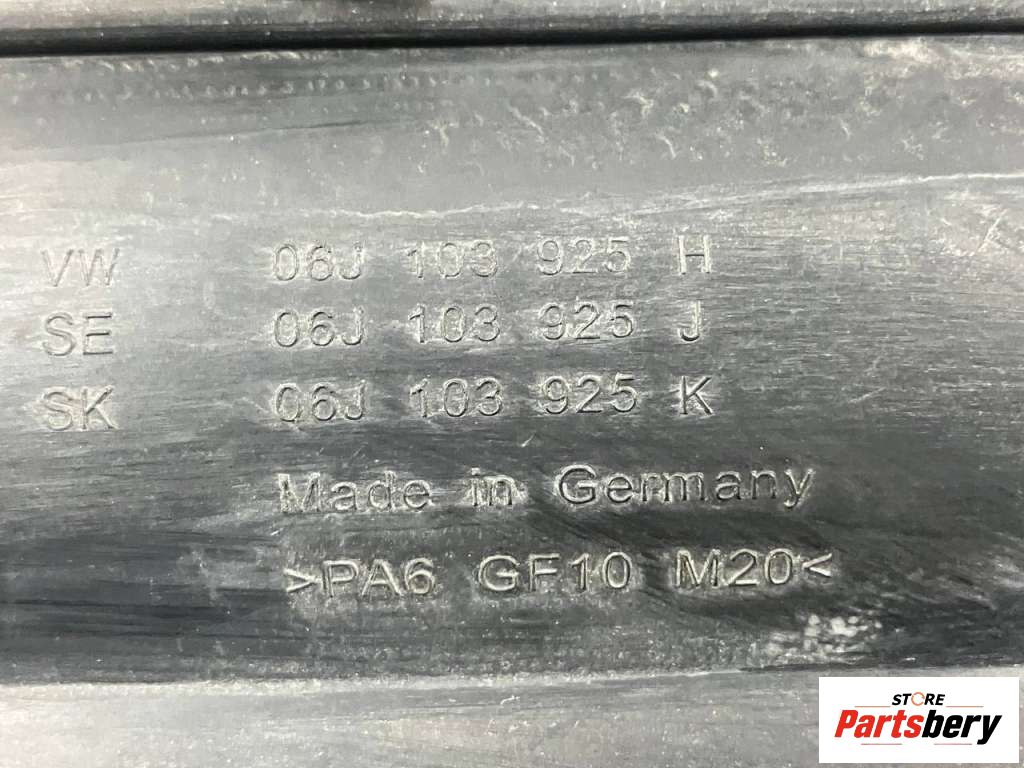 VW 06J 103 925 H
SE 06J 103 925 J
SK 06J 103 925 K
Made in Germany
>PA6 GF10 M20<
STORE
Partsbery